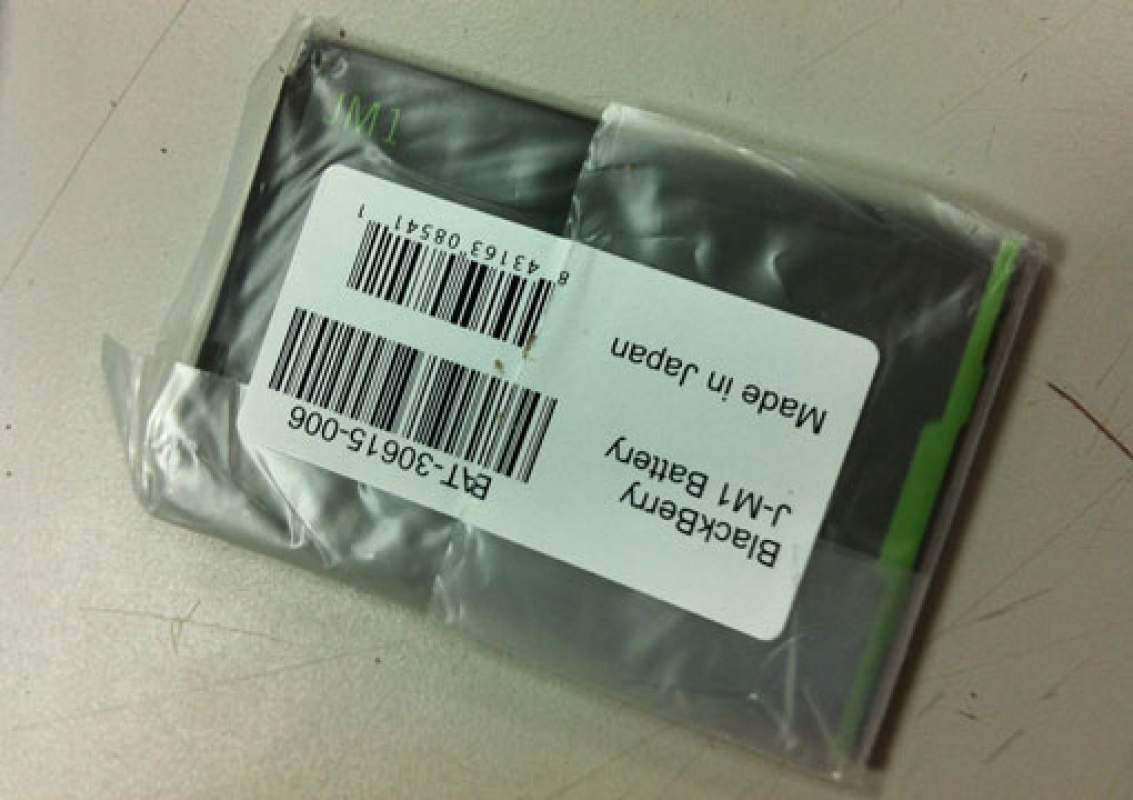 JM1
BlackBerry
J-M1 Battery
Made in Japan
BAT-30615-006
8 43163 08541 1